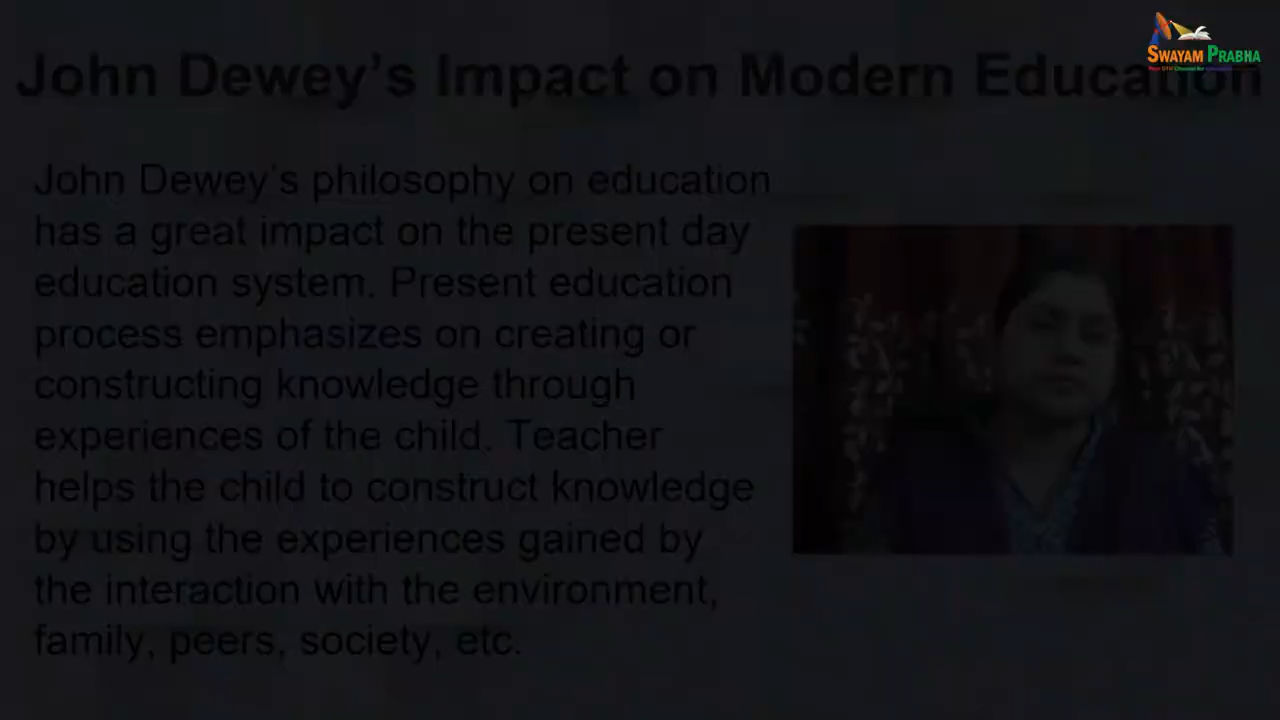 SWAYAM PRABHA
John Dewey's Impact on Modern Education
John Dewey's philosophy on education
has a great impact on the present day
education system. Present education
process emphasizes on creating or
constructing knowledge through
experiences of the child. Teacher
helps the child to construct knowledge
by using the experiences gained by
the interaction with the environment,
family, peers, society, etc.